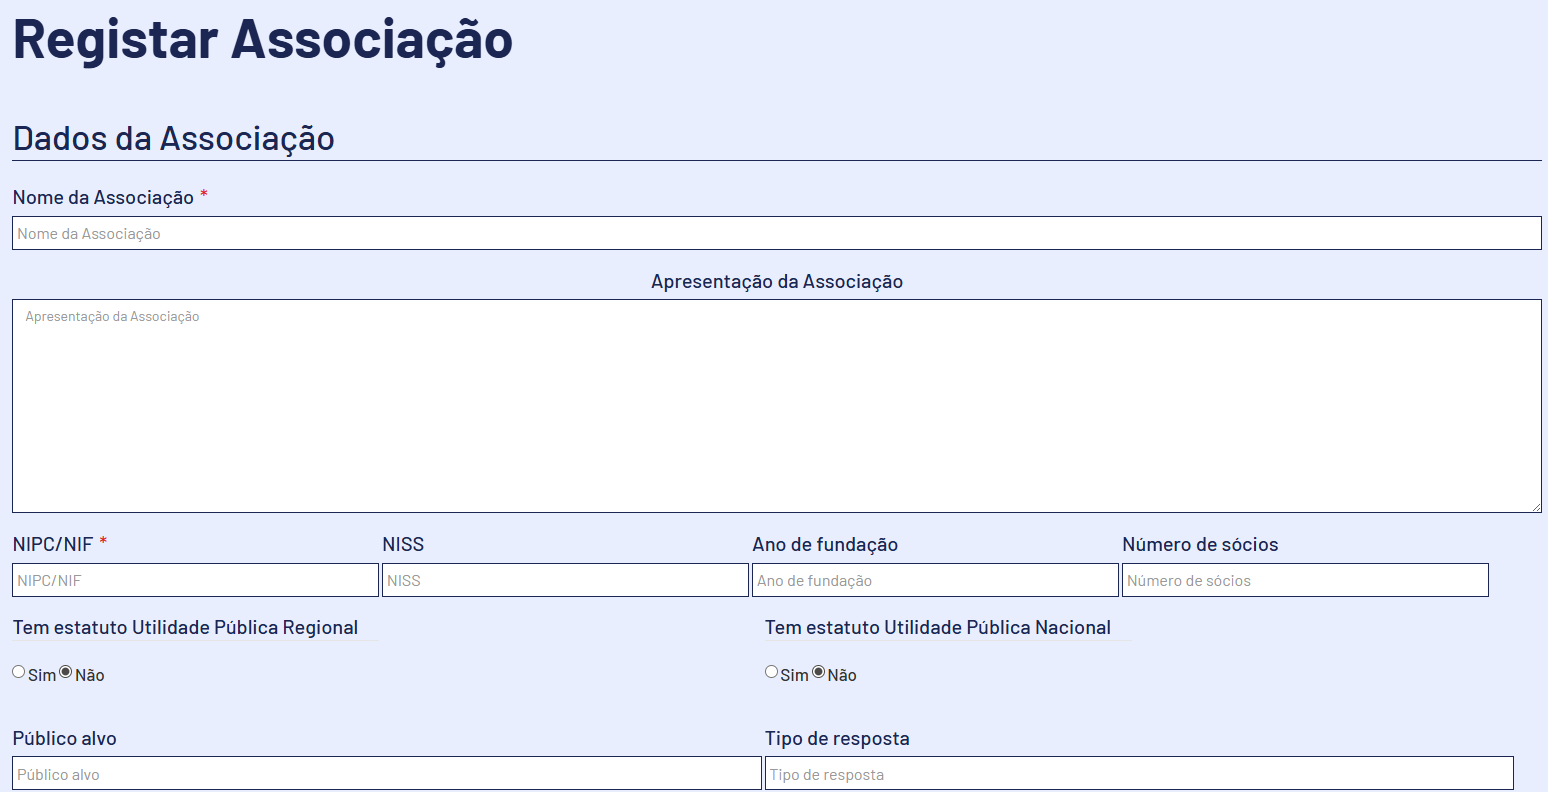 Registar Associação
Dados da Associação
Nome da Associação *
Nome da Associação
Apresentação da Associação
Apresentação da Associação
NIPC/NIF * NISS Ano de fundação Número de sócios
NIPC/NIF NISS Ano de fundação Número de sócios
Tem estatuto Utilidade Pública Regional Tem estatuto Utilidade Pública Nacional
Sim Não Sim Não
Público alvo Tipo de resposta
Público alvo Tipo de resposta